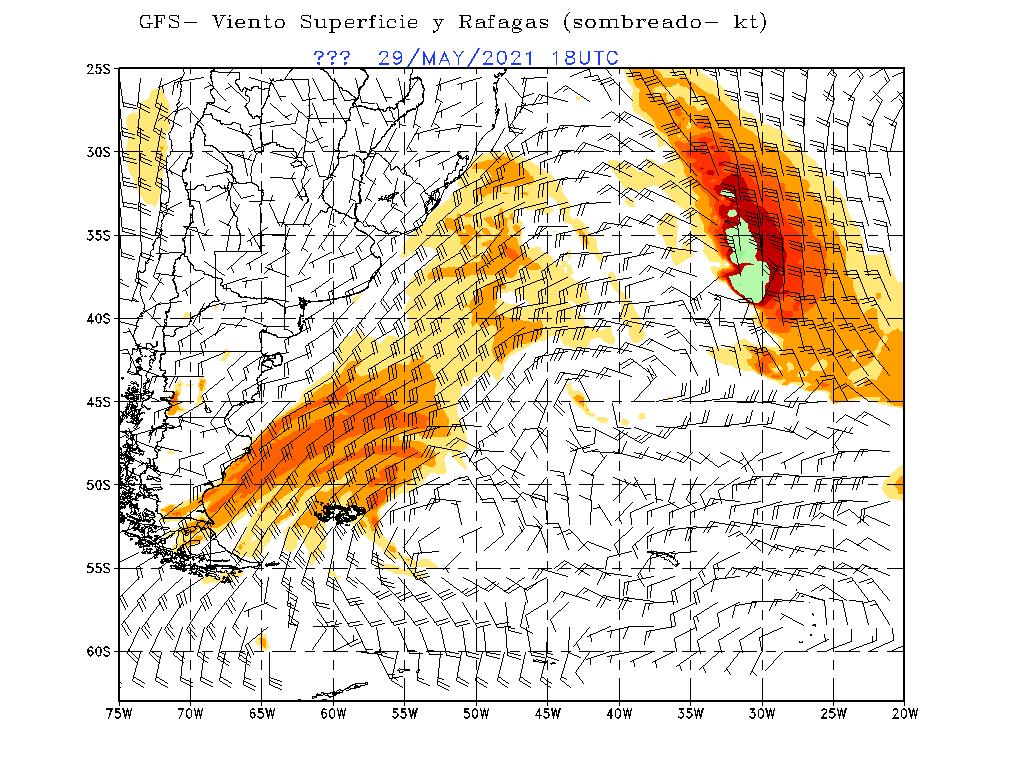 GFS− Viento Superficie y Rafagas (sombreado− kt)
??? 29/MAY/2021 18UTC
25S
30S
35S
40S
45S
50S
55S
60S
75W 70W 65W 60W 55W 50W 45W 40W 35W 30W 25W 20W